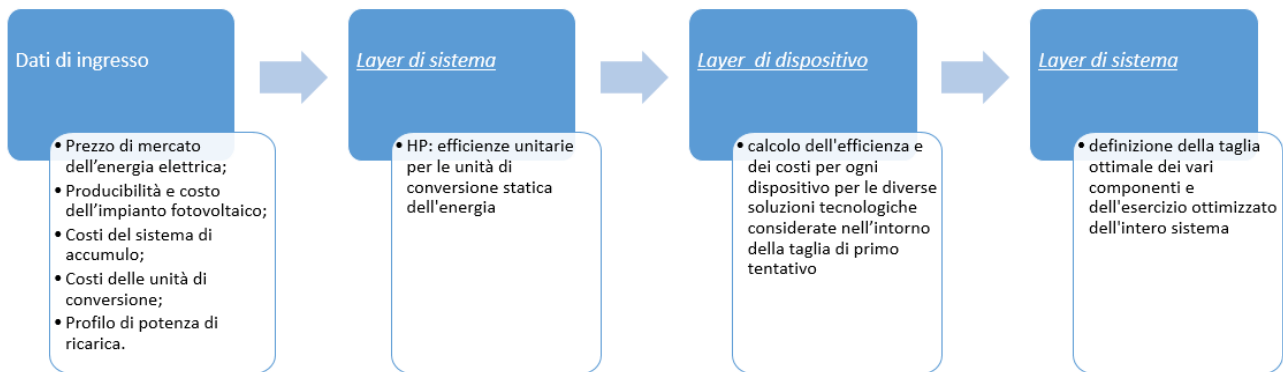 Dati di ingresso
• Prezzo di mercato
dell’energia elettrica;
• Producibilità e costo
dell’impianto fotovoltaico;
• Costi del sistema di
accumulo;
• Costi delle unità di
conversione;
• Profilo di potenza di
ricarica.
Layer di sistema
• HP: efficienze unitarie
per le unità di
conversione statica
dell'energia
Layer di dispositivo
• calcolo dell'efficienza e
dei costi per ogni
dispositivo per le diverse
soluzioni tecnologiche
considerate nell’intorno
della taglia di primo
tentativo
Layer di sistema
• definizione della taglia
ottimale dei vari
componenti e
dell'esercizio ottimizzato
dell'intero sistema